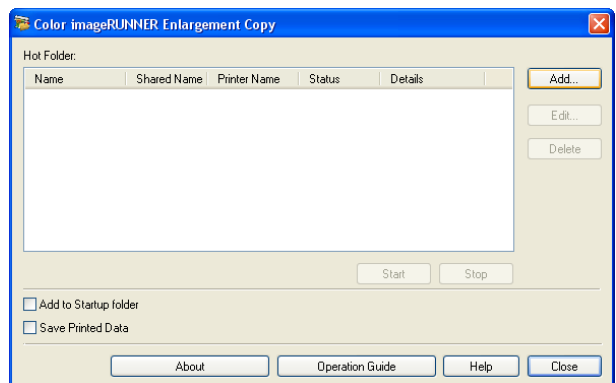 Color imageRUNNER Enlargement Copy
Hot Folder:
Name Shared Name Printer Name Status Details
Add...
Edit...
Delete
Start Stop
Add to Startup folder
Save Printed Data
About Operation Guide Help Close